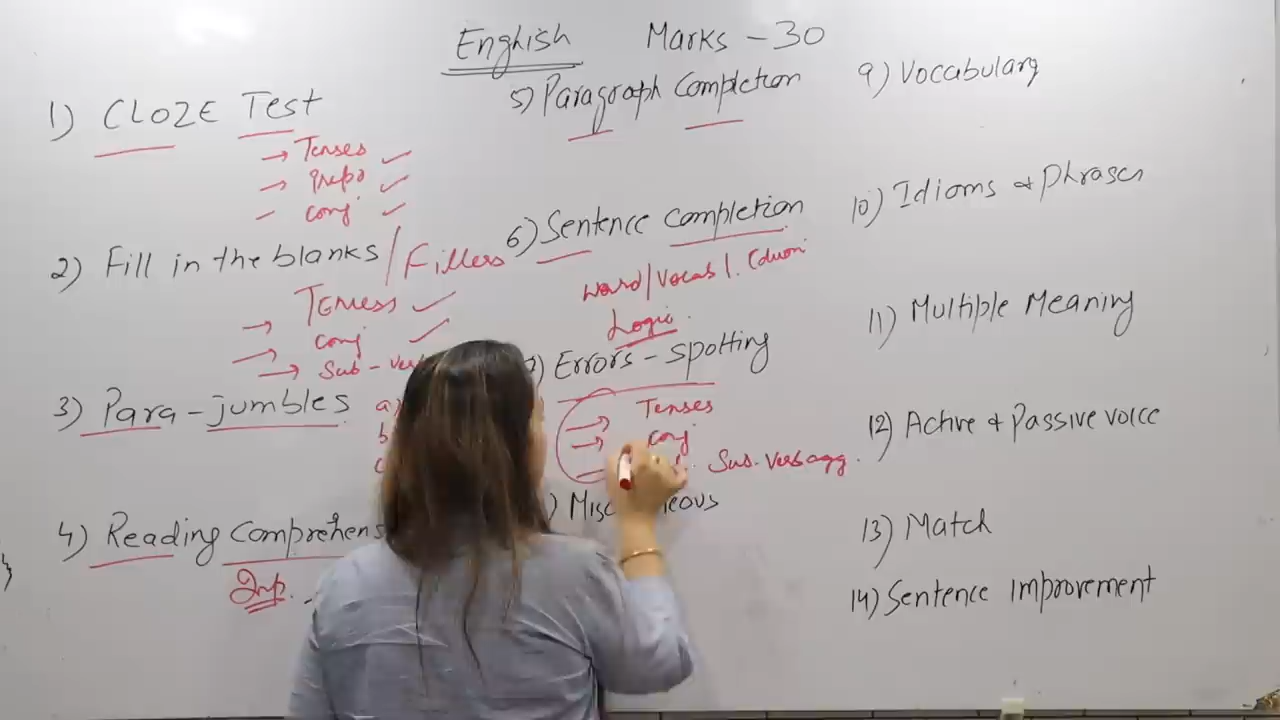 English Marks - 30
1) CLOZE Test
→ Tenses ✓
→ prepo ✓
- conj ✓
2) Fill in the blanks / Fillers
→ Tenses ✓
→ conj ✓
→ Sub - verb
3) Para - jumbles
a)
b
c
4) Reading Comprehens
Imp.
5) Paragraph Completion
6) Sentence Completion
word/Vocab/.
Logic.
) Errors - spotting
→ Tenses
→ conj
Sub. Verb agg.
) Misc eous
9) Vocabulary
10) Idioms & Phrases
11) Multiple Meaning
12) Active & Passive voice
13) Match
14) Sentence improvement